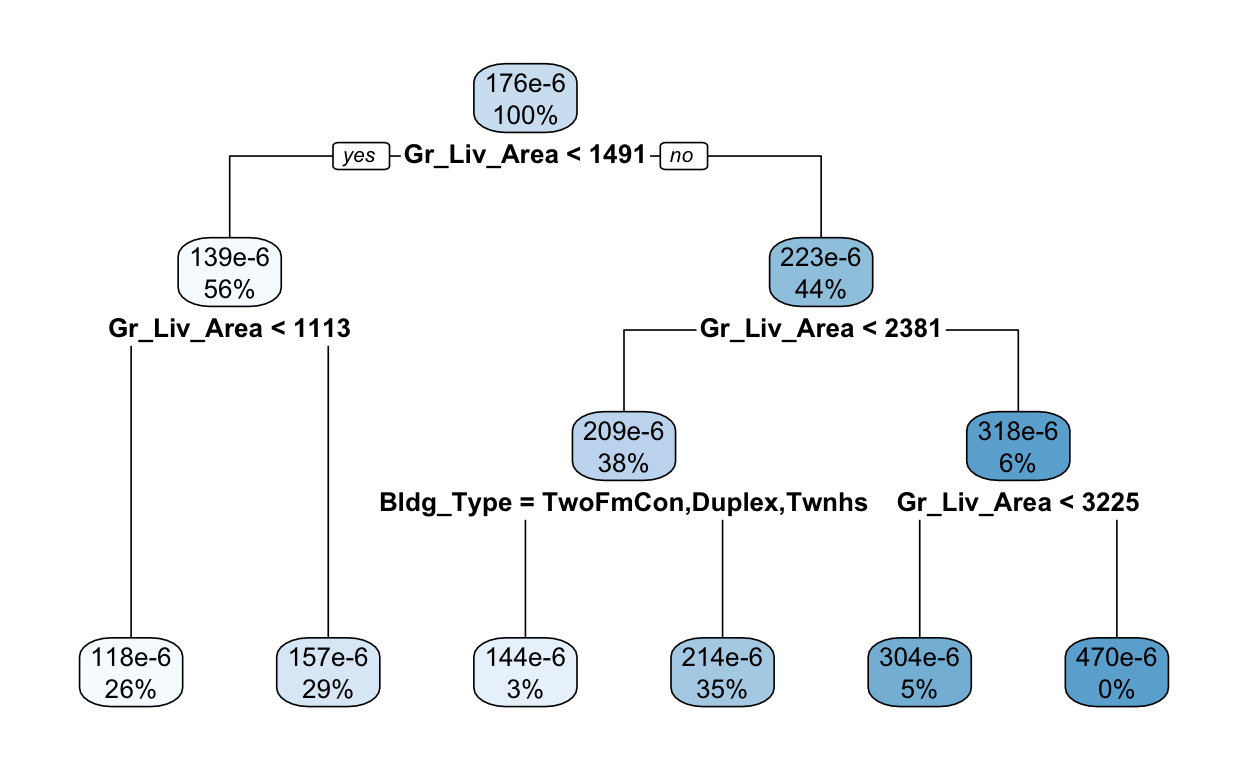 176e-6
100%
yes Gr_Liv_Area < 1491 no
139e-6
56%
223e-6
44%
Gr_Liv_Area < 1113
Gr_Liv_Area < 2381
209e-6
38%
318e-6
6%
Bldg_Type = TwoFmCon,Duplex,Twnhs
Gr_Liv_Area < 3225
118e-6
26%
157e-6
29%
144e-6
3%
214e-6
35%
304e-6
5%
470e-6
0%